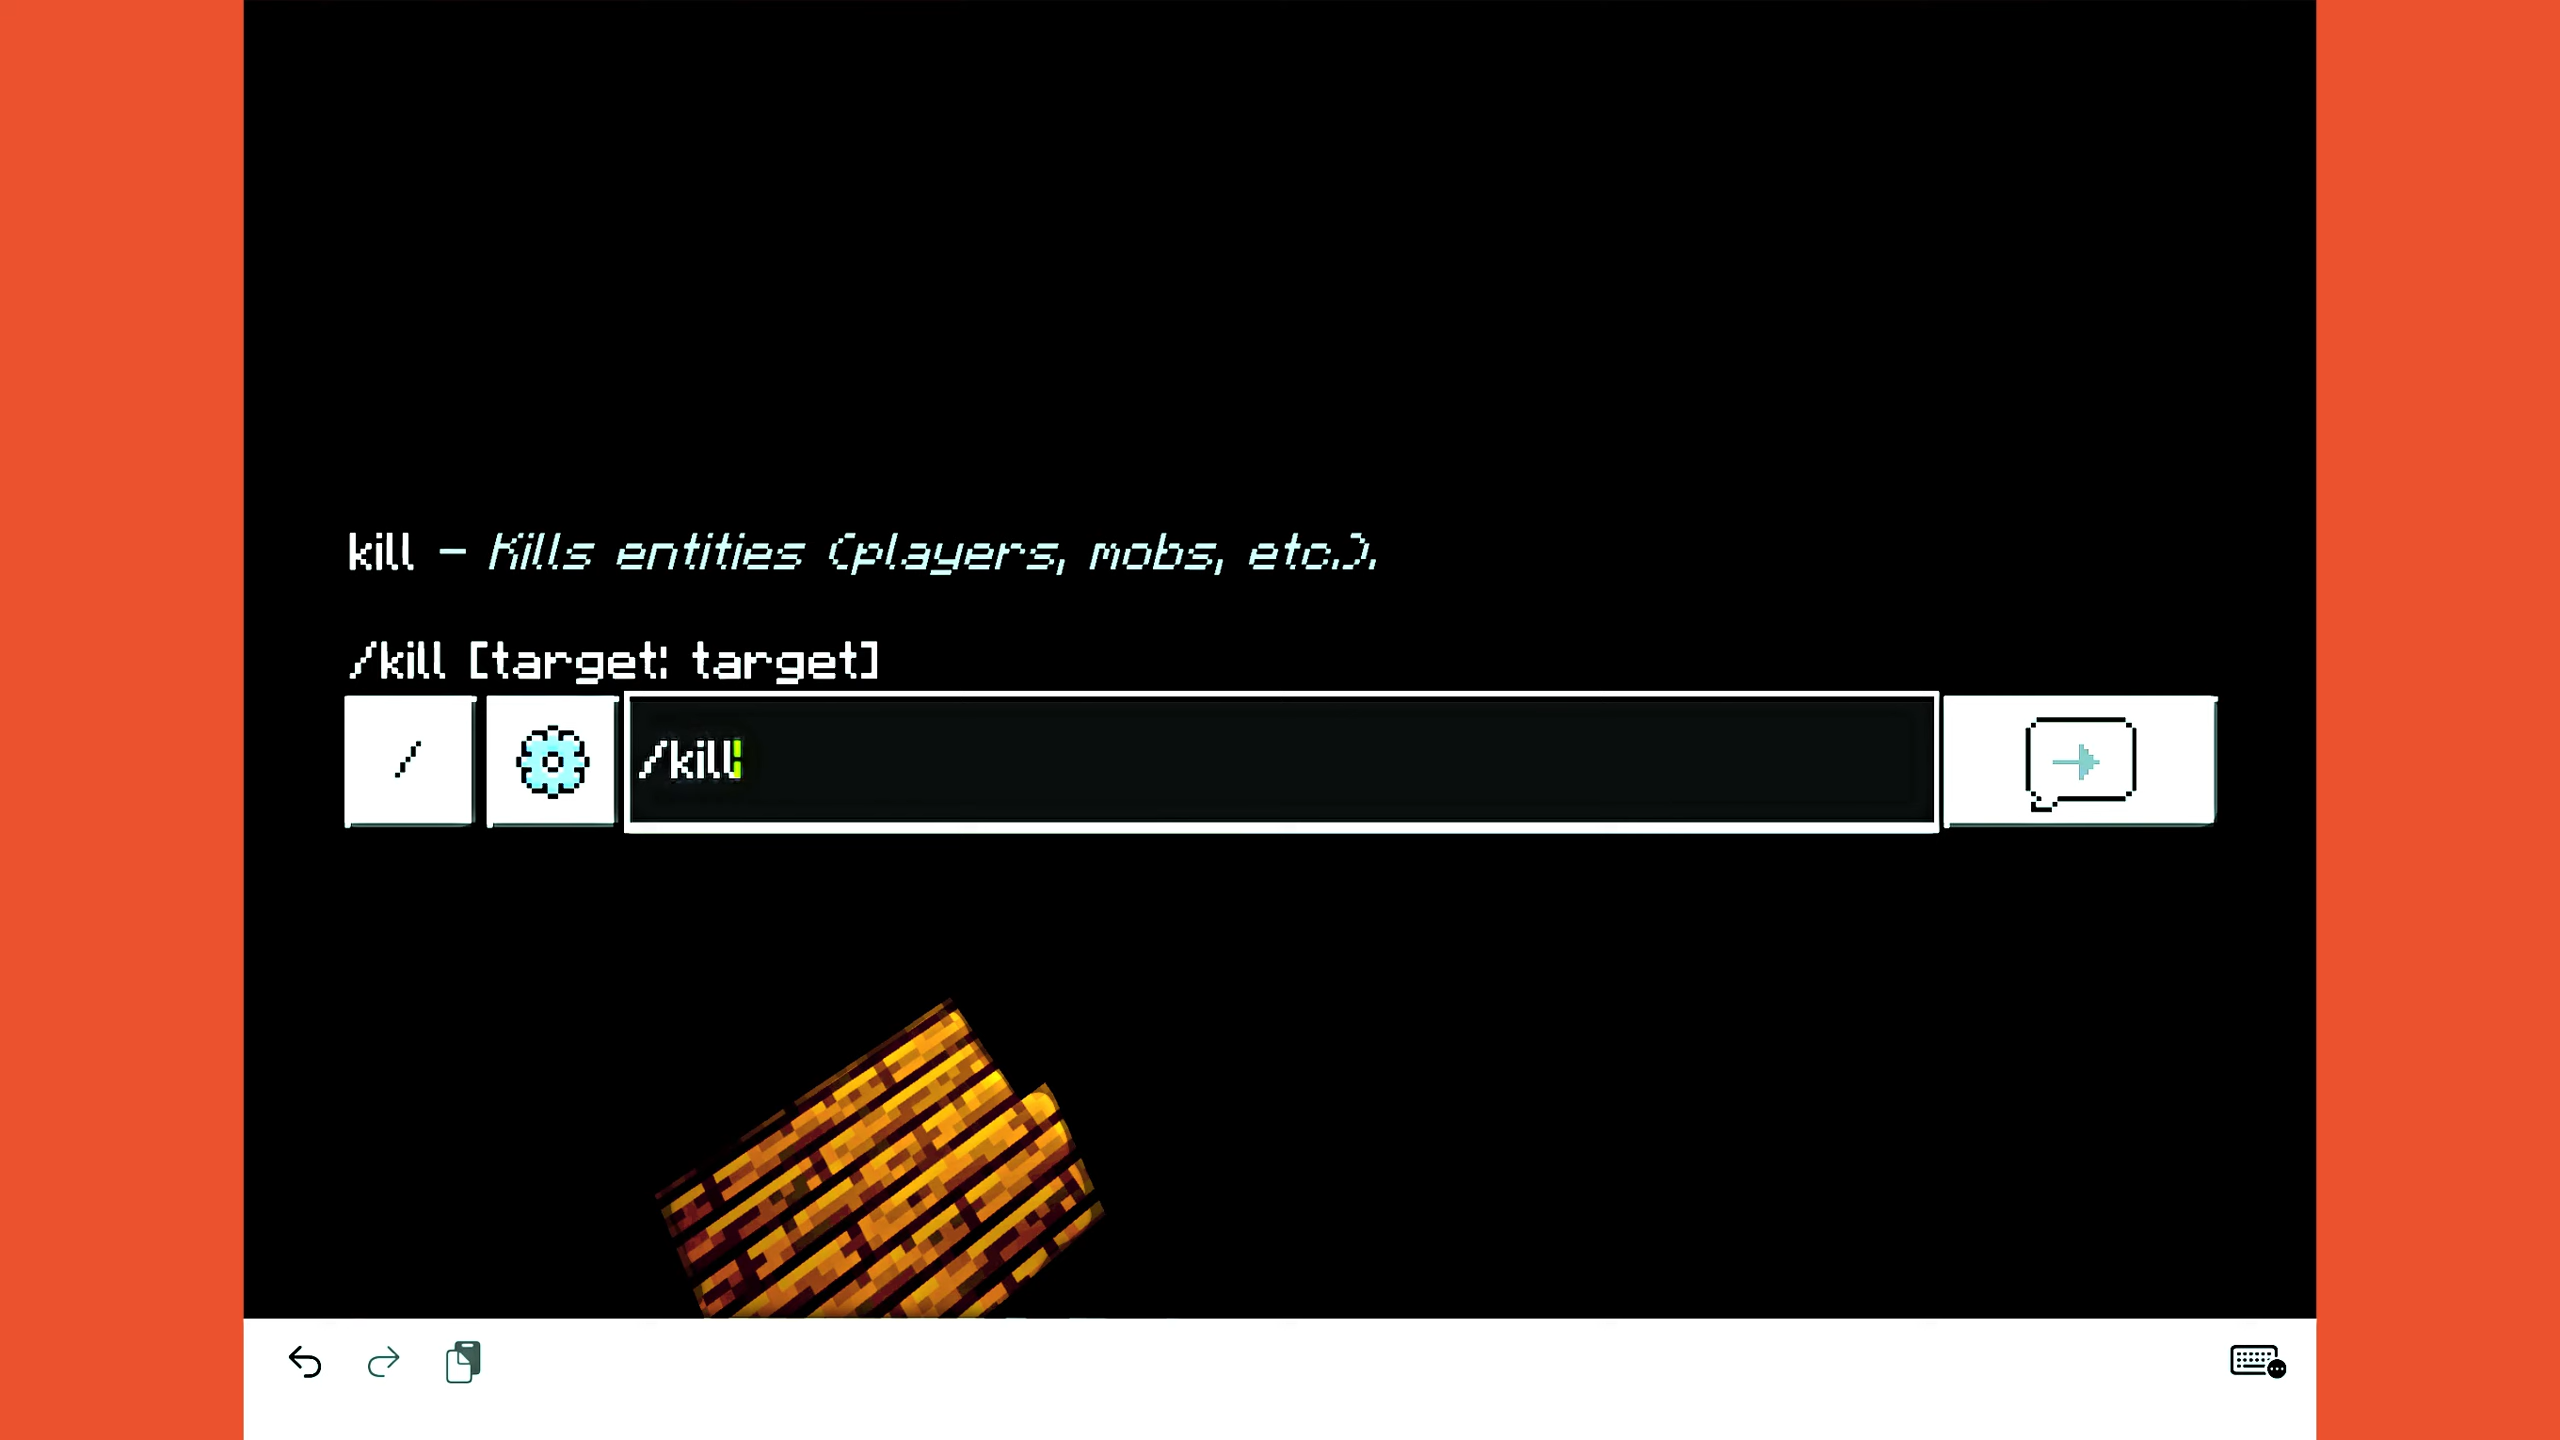 kill - Kills entities (players, mobs, etc.).
/kill [target: target]
/
/kill